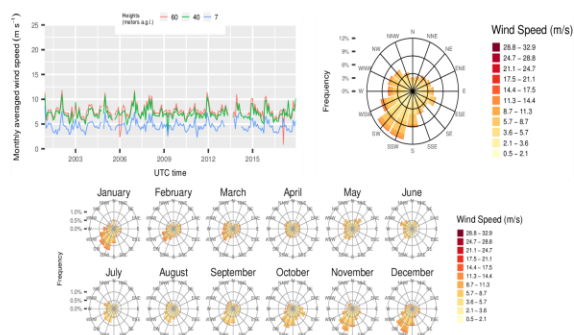 Heights
(meters a.g.l.) 60 40 7
Monthly averaged wind speed (m s⁻¹)
25
20
15
10
5
0
2003 2006 2009 2012 2015
UTC time
Frequency
12%
9%
6%
3%
0%
N
NNE
NE
ENE
E
ESE
SE
SSE
S
SSW
SW
WSW
W
WNW
NW
Wind Speed (m/s)
28.8 – 32.9
24.7 – 28.8
21.1 – 24.7
17.5 – 21.1
14.4 – 17.5
11.3 – 14.4
8.7 – 11.3
5.7 – 8.7
3.6 – 5.7
2.1 – 3.6
0.5 – 2.1
January February March April May June
1.0%
0.5%
0.0%
Frequency
July August September October November December
1.0%
0.5%
0.0%
Wind Speed (m/s)
28.8 – 32.9
24.7 – 28.8
21.1 – 24.7
17.5 – 21.1
14.4 – 17.5
11.3 – 14.4
8.7 – 11.3
5.7 – 8.7
3.6 – 5.7
2.1 – 3.6
0.5 – 2.1